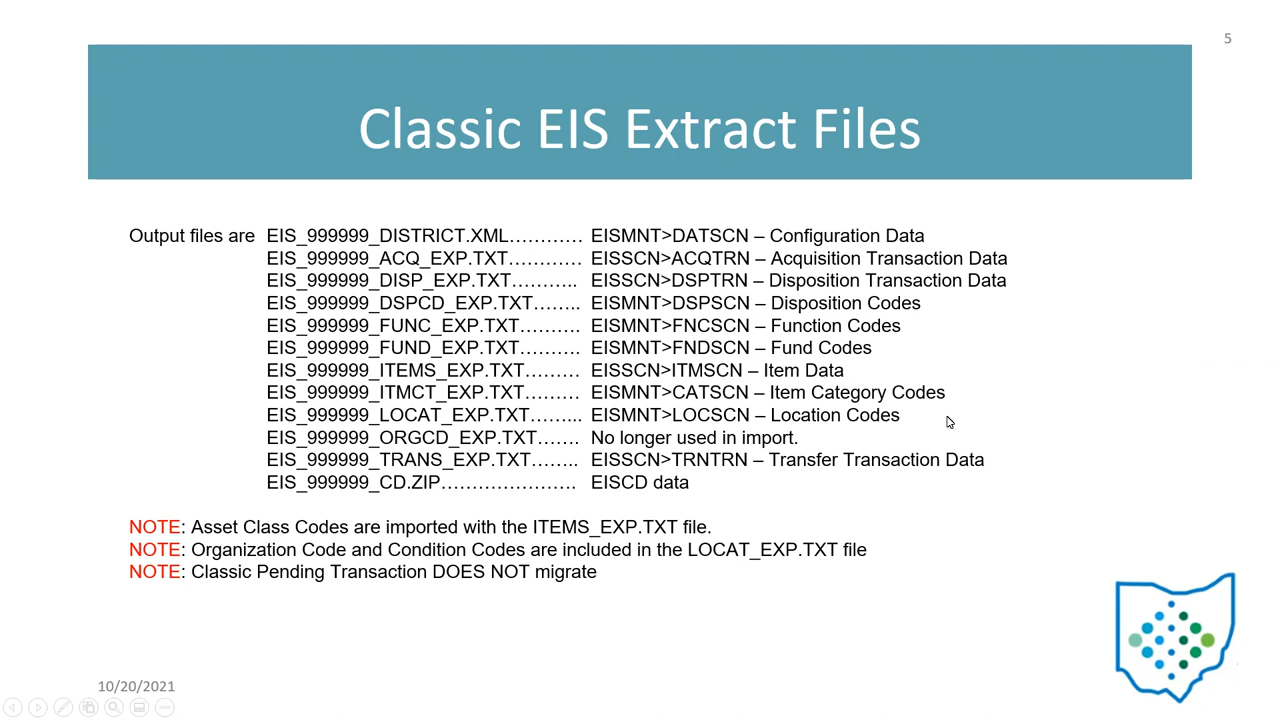 5
Classic EIS Extract Files
Output files are EIS_999999_DISTRICT.XML………… EISMNT>DATSCN – Configuration Data
EIS_999999_ACQ_EXP.TXT………… EISSCN>ACQTRN – Acquisition Transaction Data
EIS_999999_DISP_EXP.TXT……….. EISSCN>DSPTRN – Disposition Transaction Data
EIS_999999_DSPCD_EXP.TXT…….. EISMNT>DSPSCN – Disposition Codes
EIS_999999_FUNC_EXP.TXT………. EISMNT>FNCSCN – Function Codes
EIS_999999_FUND_EXP.TXT………. EISMNT>FNDSCN – Fund Codes
EIS_999999_ITEMS_EXP.TXT……… EISSCN>ITMSCN – Item Data
EIS_999999_ITMCT_EXP.TXT……… EISMNT>CATSCN – Item Category Codes
EIS_999999_LOCAT_EXP.TXT……... EISMNT>LOCSCN – Location Codes
EIS_999999_ORGCD_EXP.TXT……. No longer used in import.
EIS_999999_TRANS_EXP.TXT…….. EISSCN>TRNTRN – Transfer Transaction Data
EIS_999999_CD.ZIP…………………. EISCD data
NOTE: Asset Class Codes are imported with the ITEMS_EXP.TXT file.
NOTE: Organization Code and Condition Codes are included in the LOCAT_EXP.TXT file
NOTE: Classic Pending Transaction DOES NOT migrate
10/20/2021